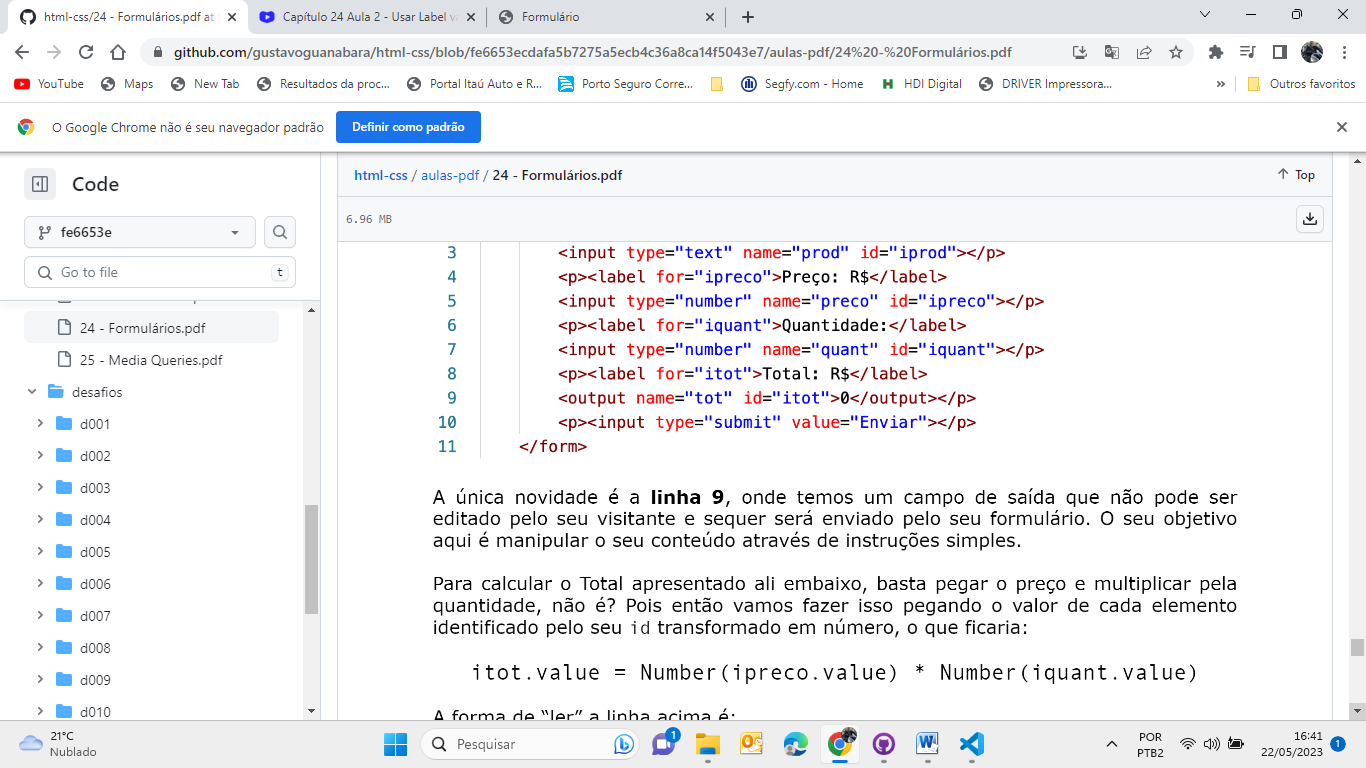 html-css/24 - Formulários.pdf at
Capítulo 24 Aula 2 - Usar Label va
Formulário
github.com/gustavoguanabara/html-css/blob/fe6653ecdafa5b7275a5ecb4c36a8ca14f5043e7/aulas-pdf/24%20-%20Formulários.pdf
YouTube
Maps
New Tab
Resultados da proc...
Portal Itaú Auto e R...
Porto Seguro Corre...
Segfy.com - Home
HDI Digital
DRIVER Impressora...
»
Outros favoritos
O Google Chrome não é seu navegador padrão
Definir como padrão
Code
fe6653e
Go to file
t
24 - Formulários.pdf
25 - Media Queries.pdf
desafios
d001
d002
d003
d004
d005
d006
d007
d008
d009
d010
html-css / aulas-pdf / 24 - Formulários.pdf
Top
6.96 MB
3 <input type="text" name="prod" id="iprod"></p>
4 <p><label for="ipreco">Preço: R$</label>
5 <input type="number" name="preco" id="ipreco"></p>
6 <p><label for="iquant">Quantidade:</label>
7 <input type="number" name="quant" id="iquant"></p>
8 <p><label for="itot">Total: R$</label>
9 <output name="tot" id="itot">0</output></p>
10 <p><input type="submit" value="Enviar"></p>
11 </form>
A única novidade é a linha 9, onde temos um campo de saída que não pode ser
editado pelo seu visitante e sequer será enviado pelo seu formulário. O seu objetivo
aqui é manipular o seu conteúdo através de instruções simples.
Para calcular o Total apresentado ali embaixo, basta pegar o preço e multiplicar pela
quantidade, não é? Pois então vamos fazer isso pegando o valor de cada elemento
identificado pelo seu id transformado em número, o que ficaria:
itot.value = Number(ipreco.value) * Number(iquant.value)
A forma de “ler” a linha acima é:
21°C
Nublado
Pesquisar
1
POR
PTB2
16:41
22/05/2023
1